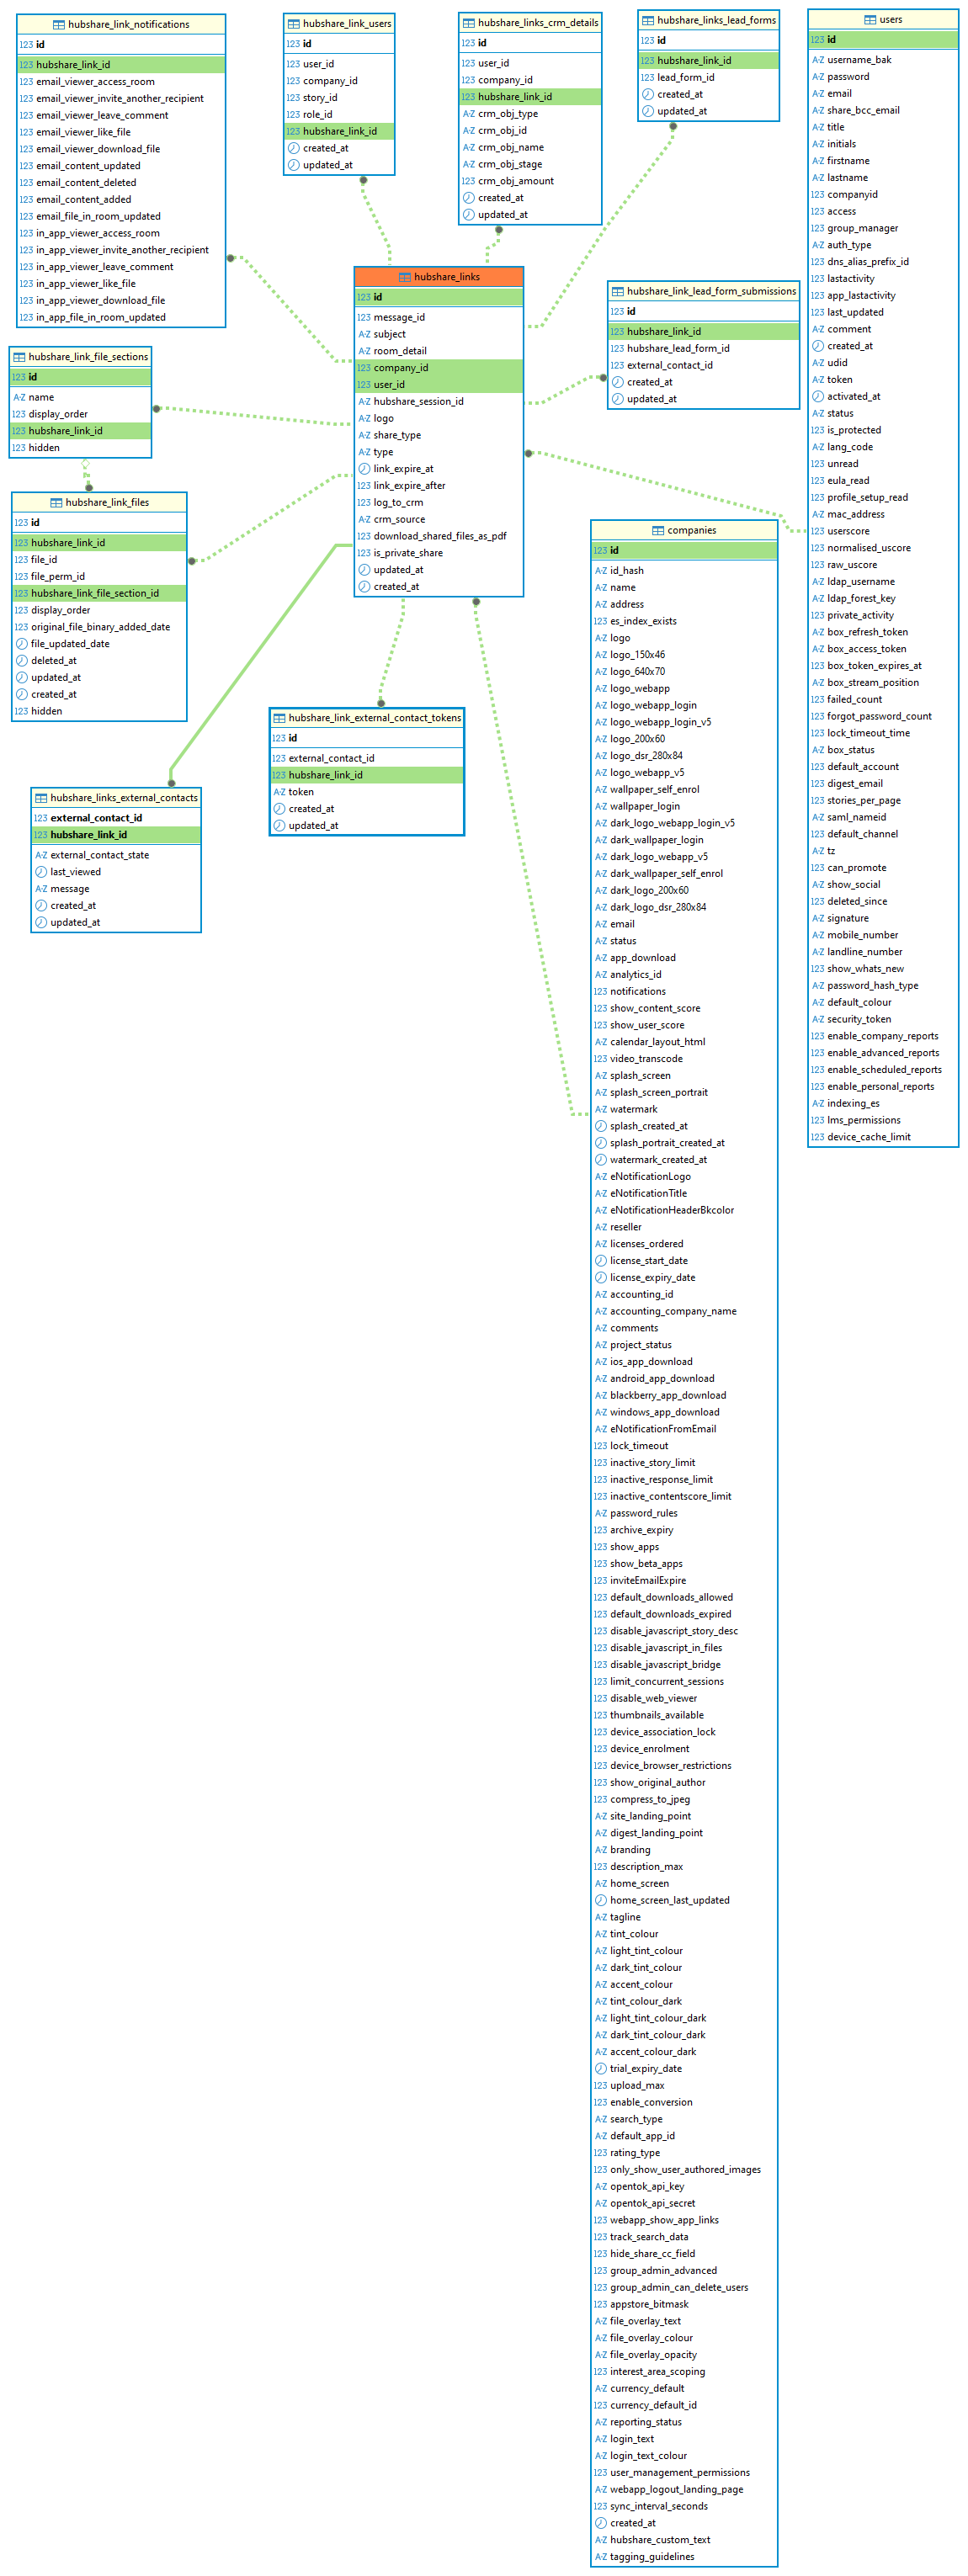 hubshare_link_notifications
123 id
123 hubshare_link_id
123 email_viewer_access_room
123 email_viewer_invite_another_recipient
123 email_viewer_leave_comment
123 email_viewer_like_file
123 email_viewer_download_file
123 email_content_updated
123 email_content_deleted
123 email_content_added
123 email_file_in_room_updated
123 in_app_viewer_access_room
123 in_app_viewer_invite_another_recipient
123 in_app_viewer_leave_comment
123 in_app_viewer_like_file
123 in_app_viewer_download_file
123 in_app_file_in_room_updated
hubshare_link_users
123 id
123 user_id
123 company_id
123 story_id
123 role_id
123 hubshare_link_id
created_at
updated_at
hubshare_links_crm_details
123 id
123 user_id
123 company_id
123 hubshare_link_id
A-Z crm_obj_type
A-Z crm_obj_id
A-Z crm_obj_name
A-Z crm_obj_stage
123 crm_obj_amount
created_at
updated_at
hubshare_links_lead_forms
123 id
123 hubshare_link_id
123 lead_form_id
created_at
updated_at
users
123 id
A-Z username_bak
A-Z password
A-Z email
A-Z share_bcc_email
A-Z title
A-Z initials
A-Z firstname
A-Z lastname
123 companyid
123 access
123 group_manager
A-Z auth_type
123 dns_alias_prefix_id
123 lastactivity
123 app_lastactivity
123 last_updated
A-Z comment
created_at
A-Z udid
A-Z token
activated_at
A-Z status
123 is_protected
A-Z lang_code
123 unread
123 eula_read
123 profile_setup_read
A-Z mac_address
123 userscore
123 normalised_uscore
123 raw_uscore
A-Z ldap_username
A-Z ldap_forest_key
123 private_activity
A-Z box_refresh_token
A-Z box_access_token
123 box_token_expires_at
A-Z box_stream_position
123 failed_count
123 forgot_password_count
123 lock_timeout_time
A-Z box_status
123 default_account
123 digest_email
123 stories_per_page
A-Z saml_nameid
123 default_channel
A-Z tz
123 can_promote
A-Z show_social
123 deleted_since
A-Z signature
A-Z mobile_number
A-Z landline_number
123 show_whats_new
A-Z password_hash_type
A-Z default_colour
A-Z security_token
123 enable_company_reports
123 enable_advanced_reports
123 enable_scheduled_reports
123 enable_personal_reports
A-Z indexing_es
123 lms_permissions
123 device_cache_limit
hubshare_links
123 id
123 message_id
A-Z subject
A-Z room_detail
123 company_id
123 user_id
A-Z hubshare_session_id
A-Z logo
A-Z share_type
A-Z type
link_expire_at
123 link_expire_after
123 log_to_crm
A-Z crm_source
123 download_shared_files_as_pdf
123 is_private_share
updated_at
created_at
hubshare_link_lead_form_submissions
123 id
123 hubshare_link_id
123 hubshare_lead_form_id
123 external_contact_id
created_at
updated_at
hubshare_link_file_sections
123 id
A-Z name
123 display_order
123 hubshare_link_id
123 hidden
hubshare_link_files
123 id
123 hubshare_link_id
123 file_id
123 file_perm_id
123 hubshare_link_file_section_id
123 display_order
123 original_file_binary_added_date
file_updated_date
deleted_at
updated_at
created_at
123 hidden
hubshare_link_external_contact_tokens
123 id
123 external_contact_id
123 hubshare_link_id
A-Z token
created_at
updated_at
hubshare_links_external_contacts
123 external_contact_id
123 hubshare_link_id
A-Z external_contact_state
last_viewed
A-Z message
created_at
updated_at
companies
123 id
A-Z id_hash
A-Z name
A-Z address
123 es_index_exists
A-Z logo
A-Z logo_150x46
A-Z logo_640x70
A-Z logo_webapp
A-Z logo_webapp_login
A-Z logo_webapp_login_v5
A-Z logo_200x60
A-Z logo_dsr_280x84
A-Z logo_webapp_v5
A-Z wallpaper_self_enrol
A-Z wallpaper_login
A-Z dark_logo_webapp_login_v5
A-Z dark_wallpaper_login
A-Z dark_logo_webapp_v5
A-Z dark_wallpaper_self_enrol
A-Z dark_logo_200x60
A-Z dark_logo_dsr_280x84
A-Z email
A-Z status
A-Z app_download
A-Z analytics_id
123 notifications
123 show_content_score
123 show_user_score
A-Z calendar_layout_html
123 video_transcode
A-Z splash_screen
A-Z splash_screen_portrait
A-Z watermark
splash_created_at
splash_portrait_created_at
watermark_created_at
A-Z eNotificationLogo
A-Z eNotificationTitle
A-Z eNotificationHeaderBkcolor
A-Z reseller
A-Z licenses_ordered
license_start_date
license_expiry_date
A-Z accounting_id
A-Z accounting_company_name
A-Z comments
A-Z project_status
A-Z ios_app_download
A-Z android_app_download
A-Z blackberry_app_download
A-Z windows_app_download
A-Z eNotificationFromEmail
123 lock_timeout
123 inactive_story_limit
123 inactive_response_limit
123 inactive_contentscore_limit
A-Z password_rules
123 archive_expiry
123 show_apps
123 show_beta_apps
123 inviteEmailExpire
123 default_downloads_allowed
123 default_downloads_expired
123 disable_javascript_story_desc
123 disable_javascript_in_files
123 disable_javascript_bridge
123 limit_concurrent_sessions
123 disable_web_viewer
123 thumbnails_available
123 device_association_lock
123 device_enrolment
123 device_browser_restrictions
123 show_original_author
123 compress_to_jpeg
A-Z site_landing_point
A-Z digest_landing_point
A-Z branding
123 description_max
A-Z home_screen
home_screen_last_updated
A-Z tagline
A-Z tint_colour
A-Z light_tint_colour
A-Z dark_tint_colour
A-Z accent_colour
A-Z tint_colour_dark
A-Z light_tint_colour_dark
A-Z dark_tint_colour_dark
A-Z accent_colour_dark
trial_expiry_date
123 upload_max
123 enable_conversion
A-Z search_type
A-Z default_app_id
123 rating_type
123 only_show_user_authored_images
A-Z opentok_api_key
A-Z opentok_api_secret
123 webapp_show_app_links
123 track_search_data
123 hide_share_cc_field
123 group_admin_advanced
123 group_admin_can_delete_users
123 appstore_bitmask
A-Z file_overlay_text
A-Z file_overlay_colour
A-Z file_overlay_opacity
123 interest_area_scoping
A-Z currency_default
123 currency_default_id
A-Z reporting_status
A-Z login_text
A-Z login_text_colour
123 user_management_permissions
A-Z webapp_logout_landing_page
123 sync_interval_seconds
created_at
A-Z hubshare_custom_text
A-Z tagging_guidelines